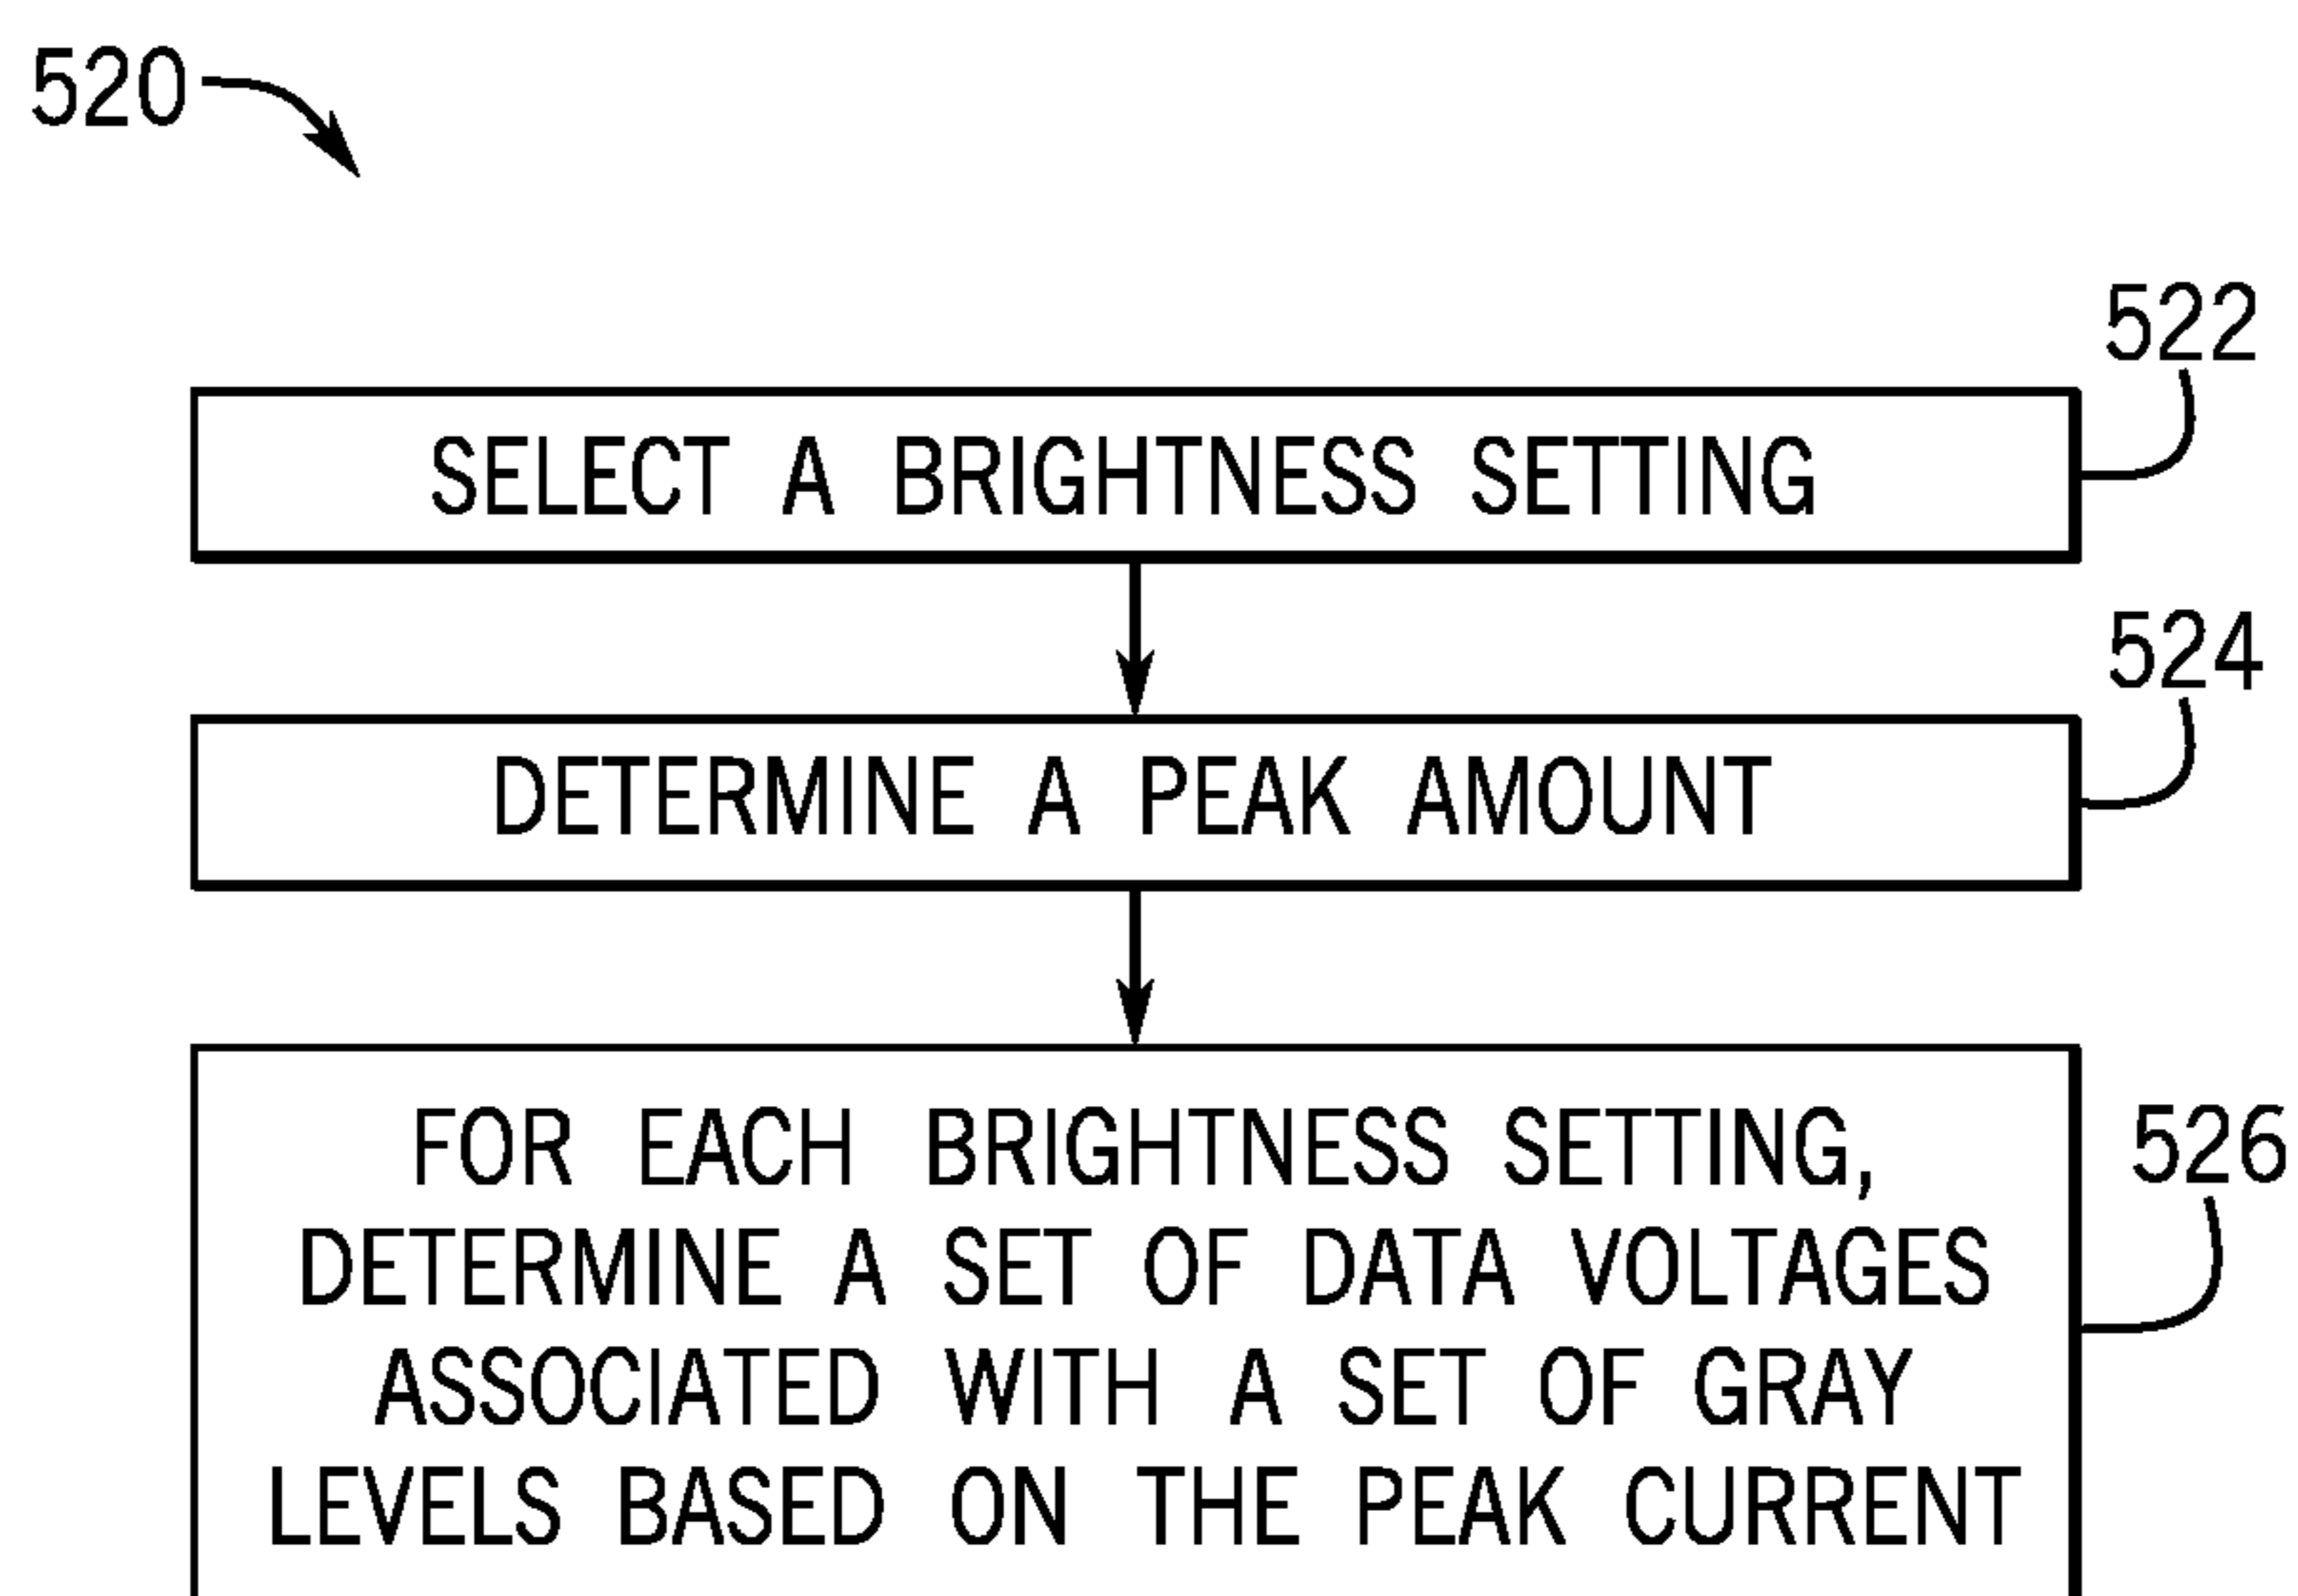 520
522
SELECT A BRIGHTNESS SETTING
524
DETERMINE A PEAK AMOUNT
526
FOR EACH BRIGHTNESS SETTING,
DETERMINE A SET OF DATA VOLTAGES
ASSOCIATED WITH A SET OF GRAY
LEVELS BASED ON THE PEAK CURRENT